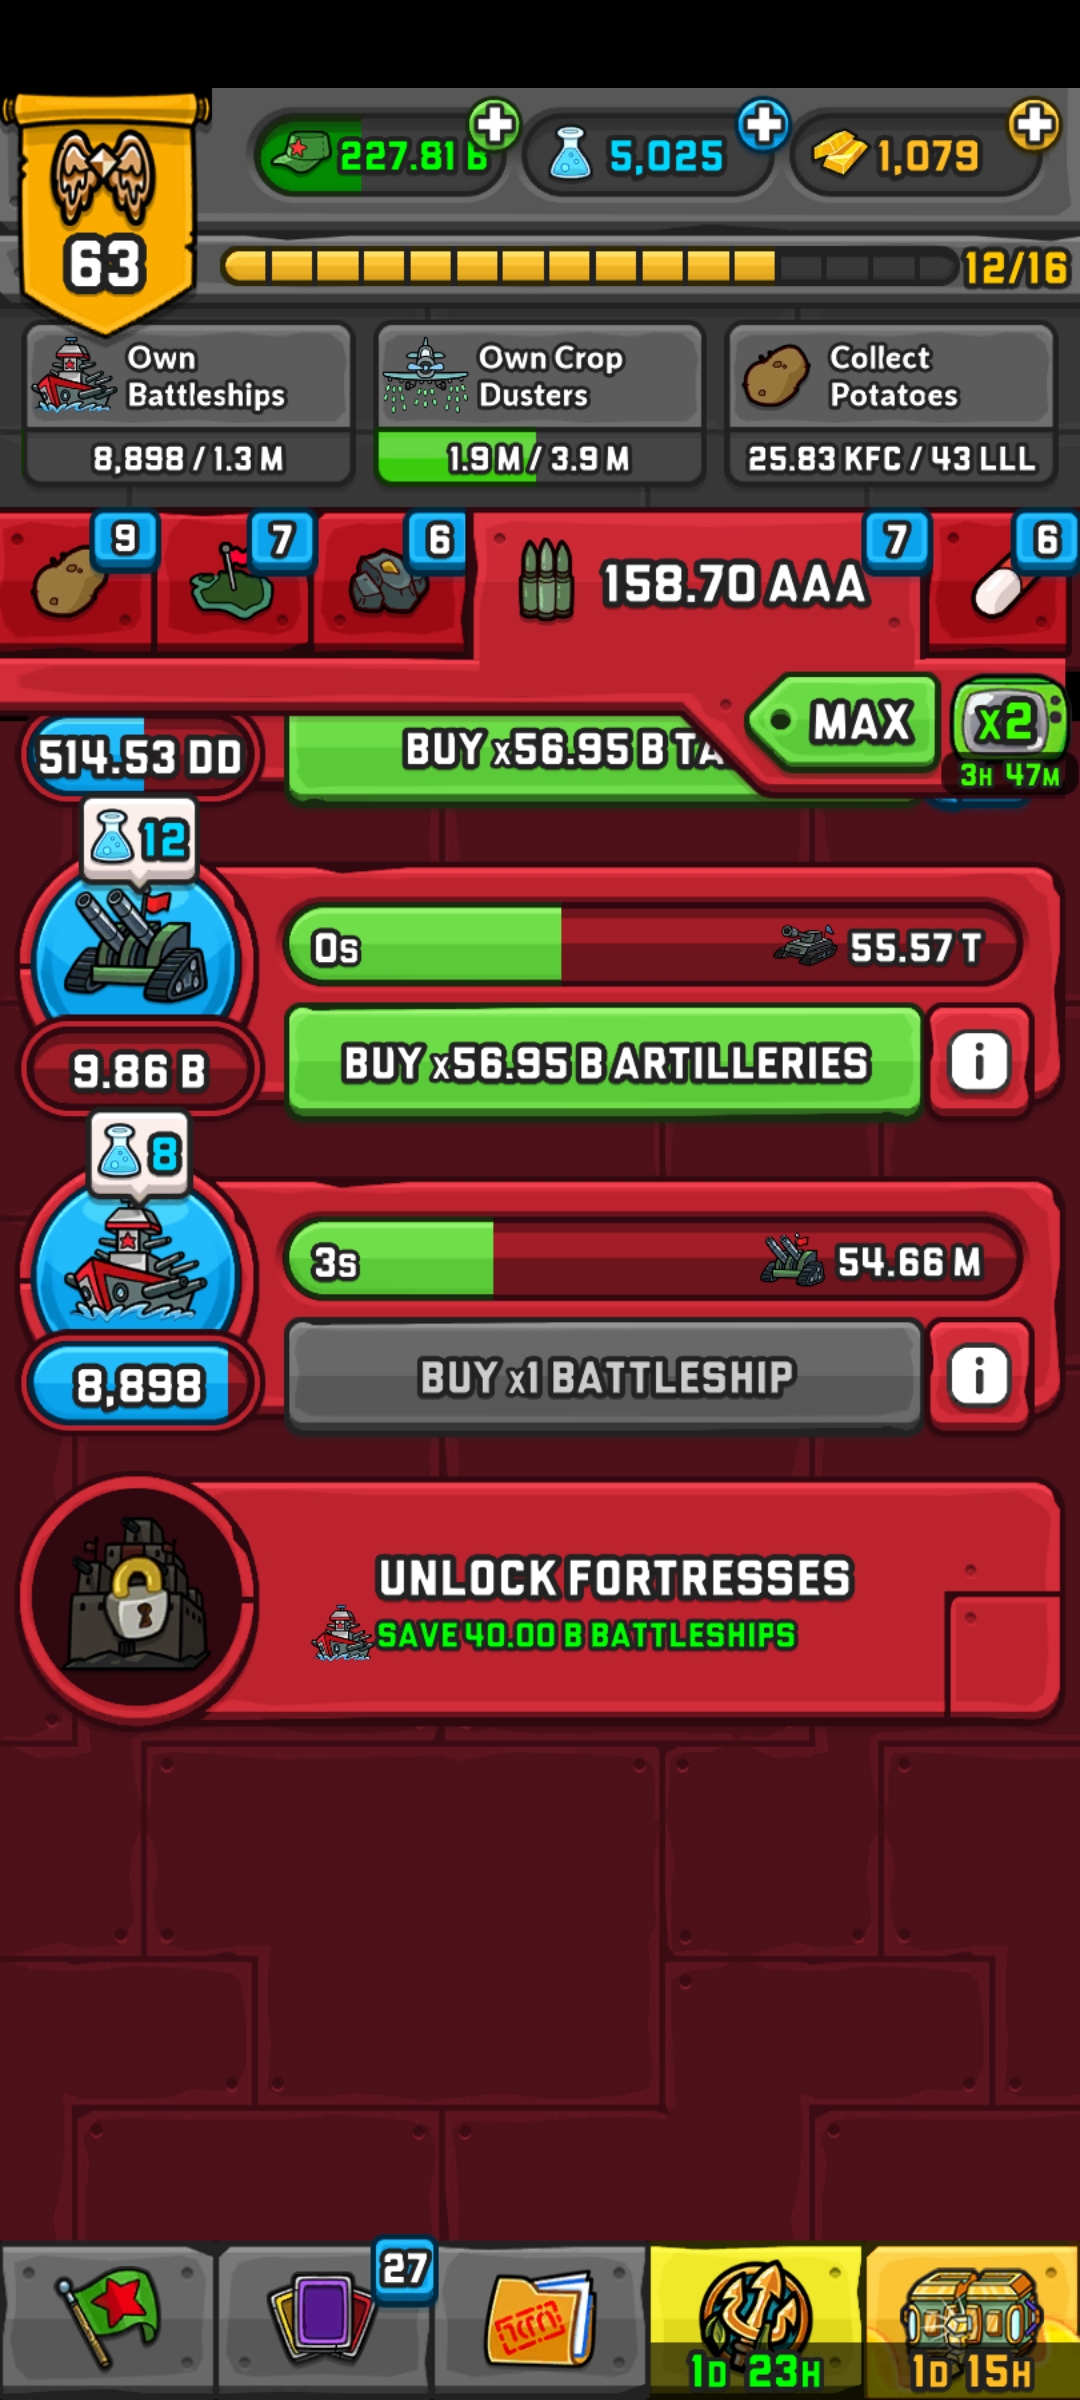 227.81 B
5,025
1,079
63
12/16
Own
Battleships
8,898 / 1.3 M
Own Crop
Dusters
1.9 M / 3.9 M
Collect
Potatoes
25.83 KFC / 43 LLL
9
7
6
158.70 AAA
7
6
MAX
x2
3H 47M
514.53 DD
BUY x56.95 B TA
12
0s
55.57 T
9.86 B
BUY x56.95 B ARTILLERIES
i
8
3s
54.66 M
8,898
BUY x1 BATTLESHIP
i
UNLOCK FORTRESSES
SAVE 40.00 B BATTLESHIPS
27
1D 23H
1D 15H